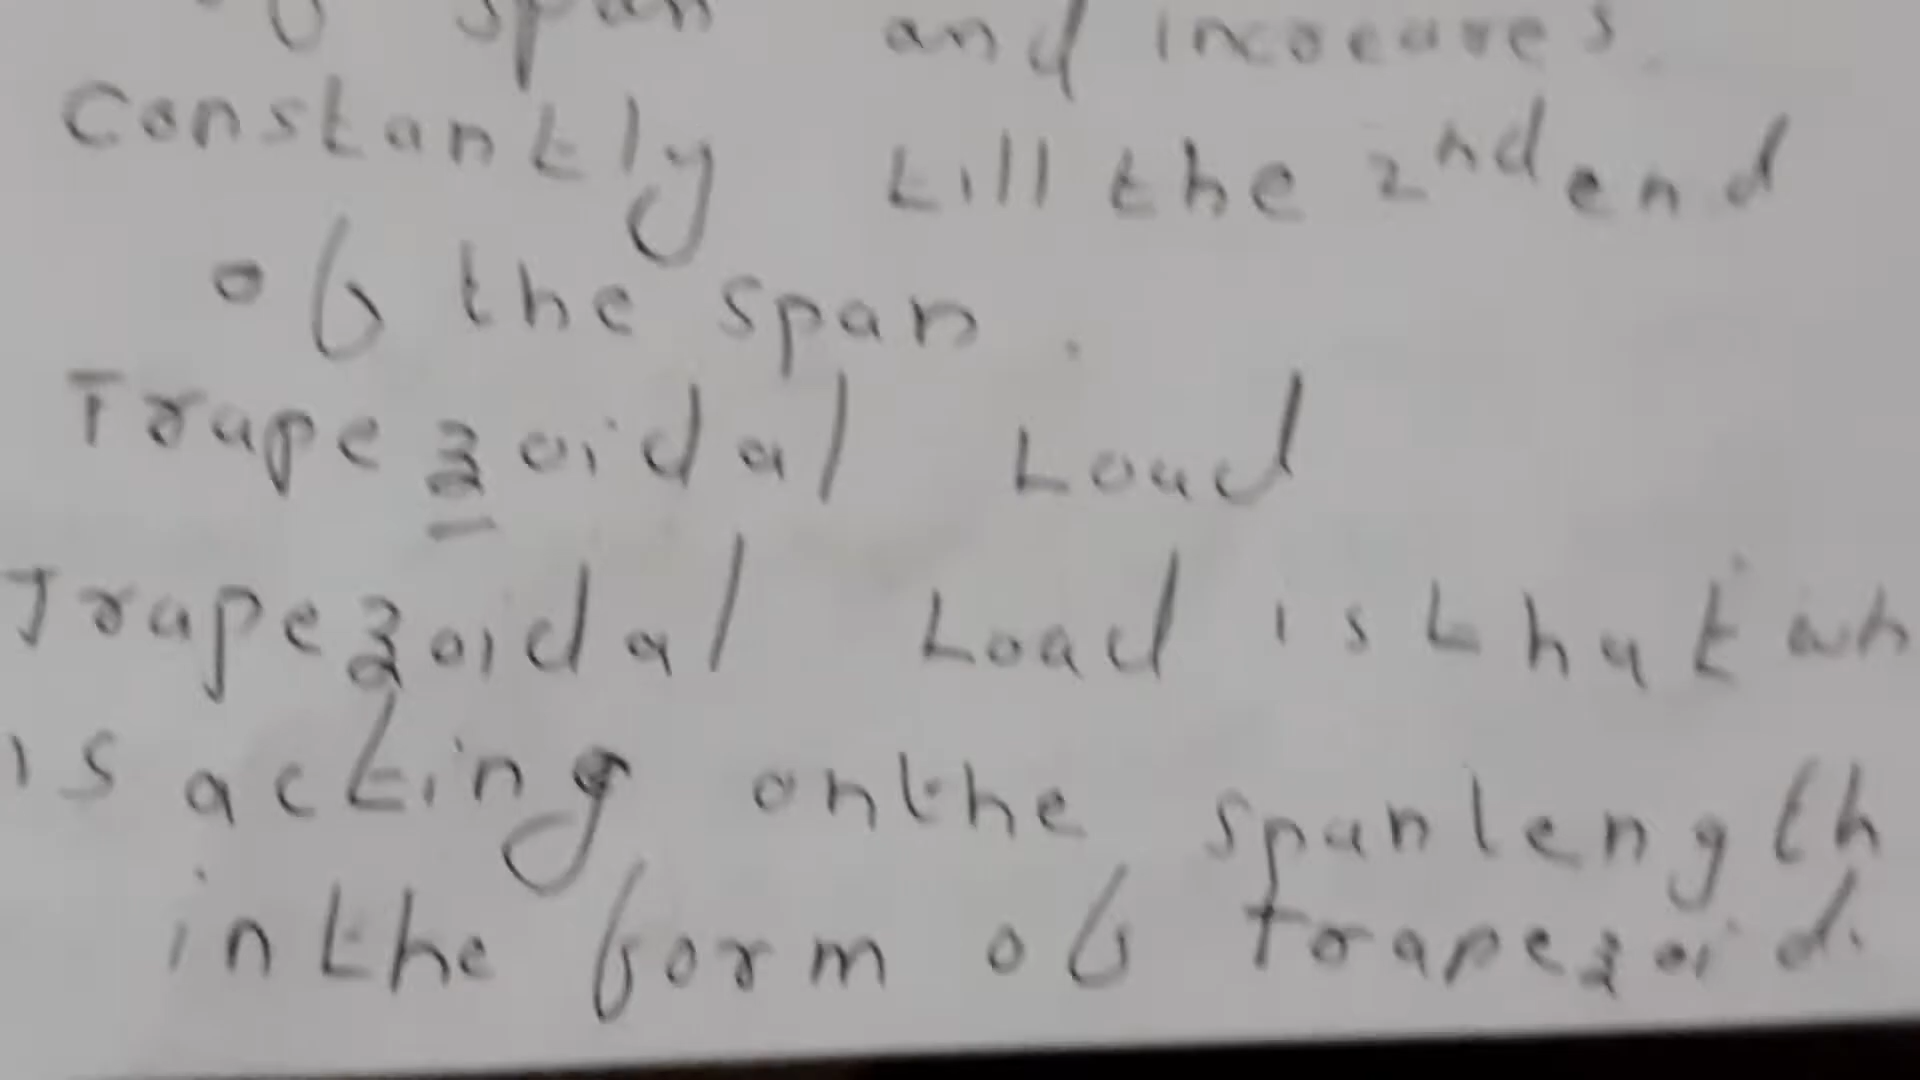 span and increases
constantly till the 2nd end
of the span.
Trapezoidal Load
Trapezoidal Load is that wh
is acting on the span length
in the form of trapezoid.